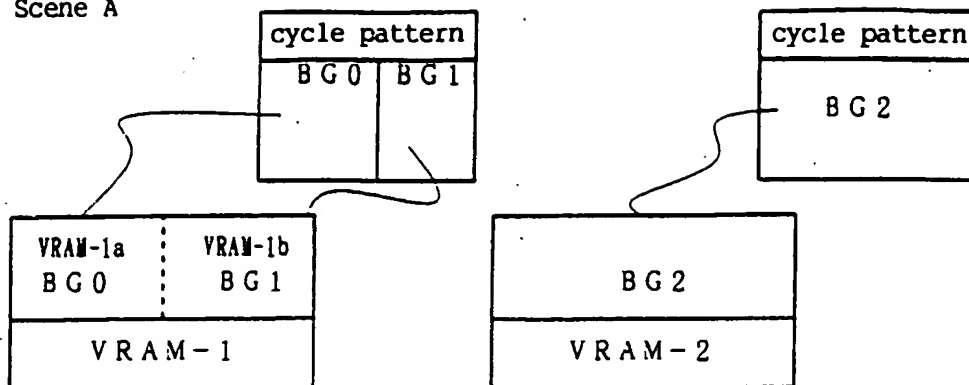 Scene A
cycle pattern
BG0 BG1
cycle pattern
BG2
VRAM-1a VRAM-1b
BG0 BG1
BG2
VRAM-1
VRAM-2